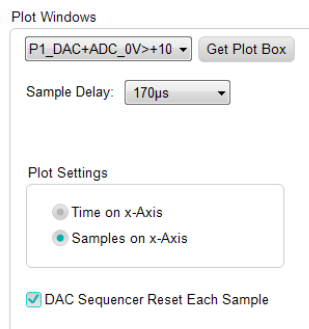 Plot Windows
P1_DAC+ADC_0V>+10 Get Plot Box
Sample Delay: 170µs
Plot Settings
Time on x-Axis
Samples on x-Axis
DAC Sequencer Reset Each Sample